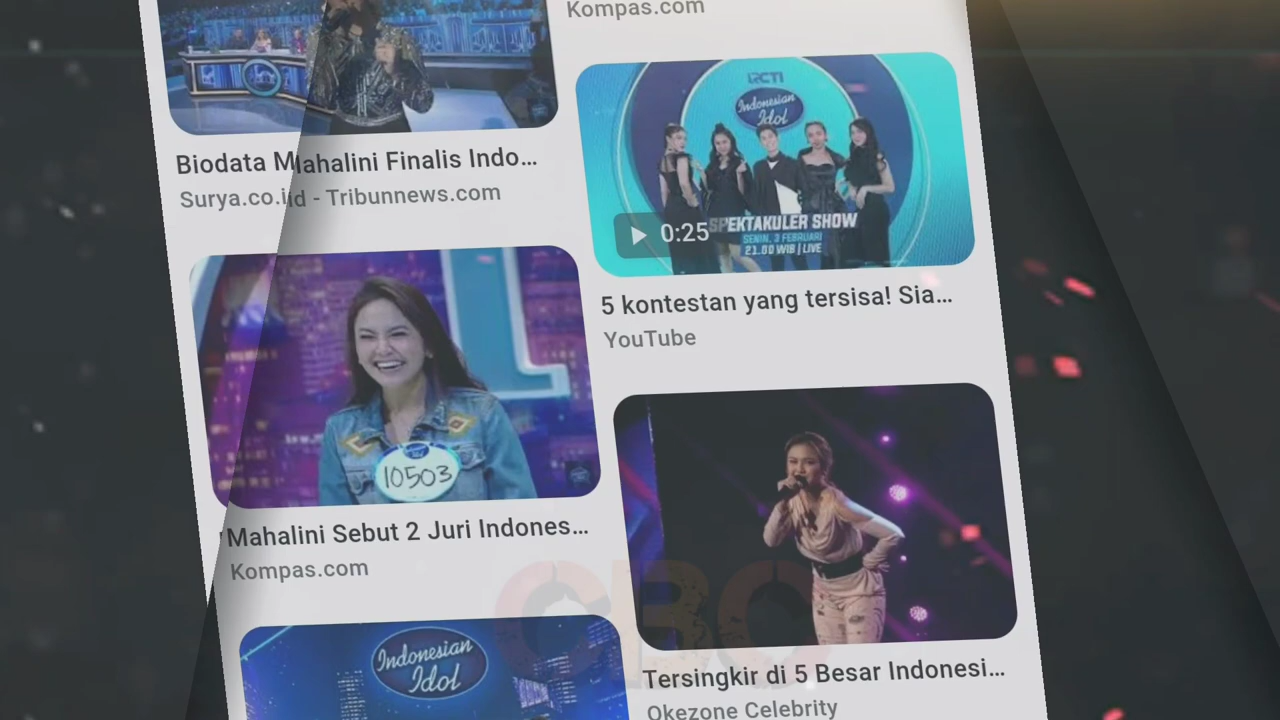 Kompas.com
Biodata Mahalini Finalis Indo...
Surya.co.id - Tribunnews.com
RCTI
Indonesian
Idol
SPEKTAKULER SHOW
SENIN, 3 FEBRUARI
21.00 WIB | LIVE
0:25
5 kontestan yang tersisa! Sia...
YouTube
10503
Mahalini Sebut 2 Juri Indones...
Kompas.com
Indonesian
Idol
CBC
Tersingkir di 5 Besar Indonesi...
Okezone Celebrity